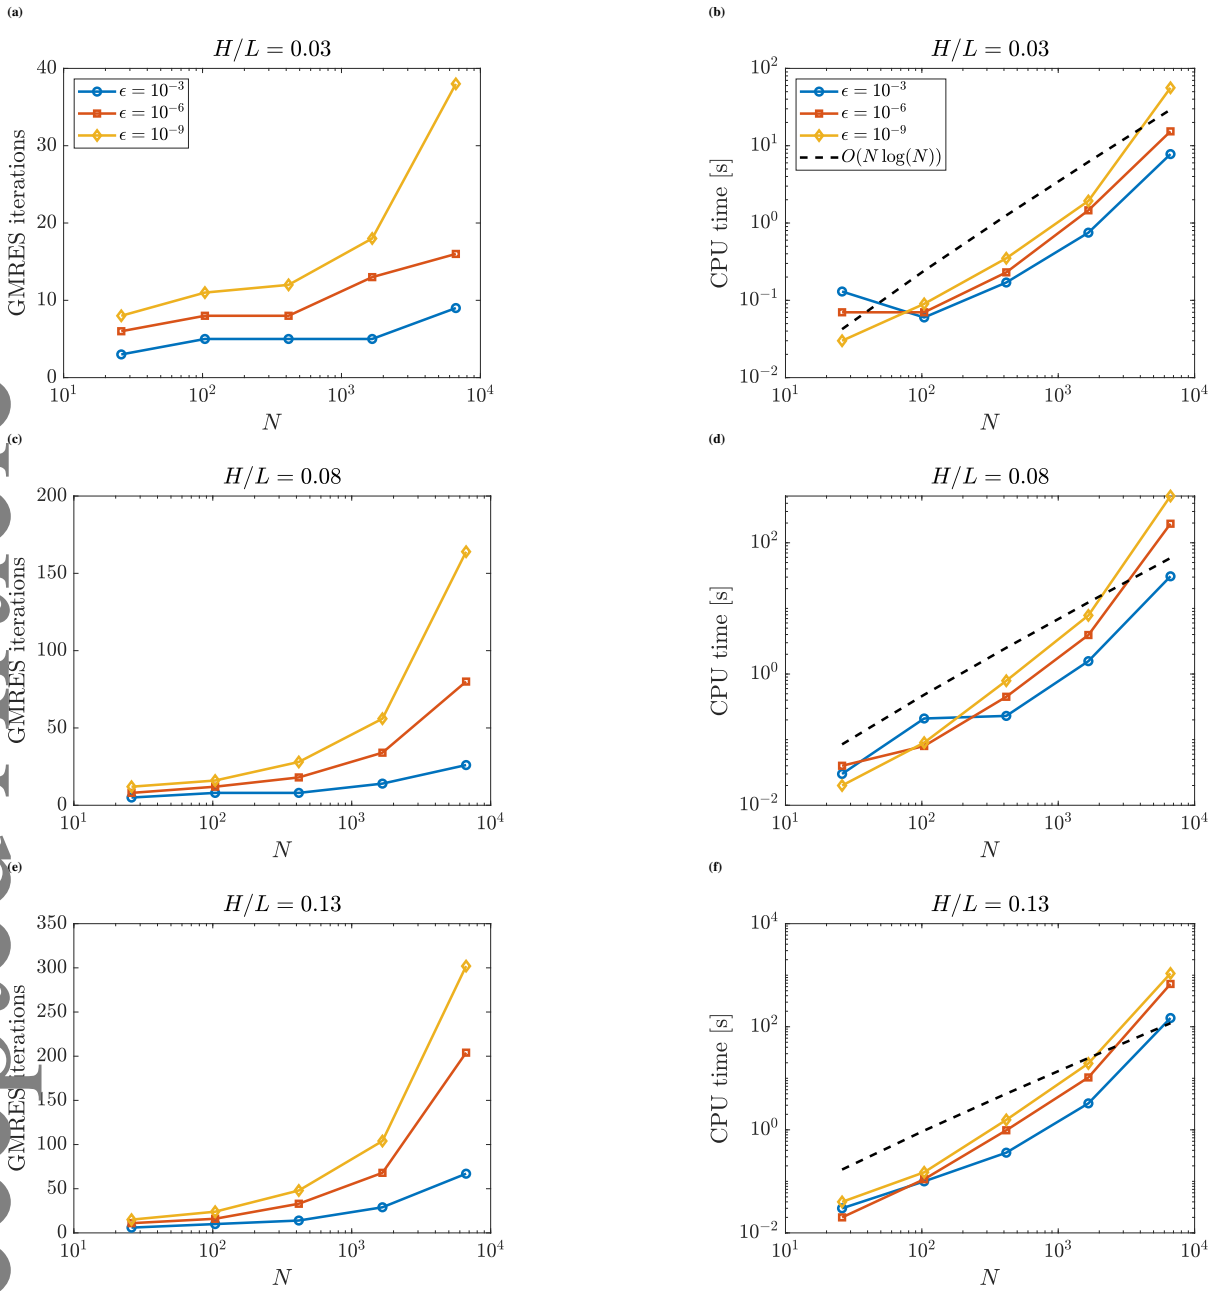 (a)
H/L = 0.03
40
30
20
10
0
10^1
10^2
10^3
10^4
GMRES iterations
N
ϵ = 10^−3
ϵ = 10^−6
ϵ = 10^−9
(b)
H/L = 0.03
10^2
10^1
10^0
10^−1
10^−2
10^1
10^2
10^3
10^4
CPU time [s]
N
ϵ = 10^−3
ϵ = 10^−6
ϵ = 10^−9
O(N log(N))
(c)
H/L = 0.08
200
150
100
50
0
10^1
10^2
10^3
10^4
GMRES iterations
N
(d)
H/L = 0.08
10^2
10^0
10^−2
10^1
10^2
10^3
10^4
CPU time [s]
N
(e)
H/L = 0.13
350
300
250
200
150
100
50
0
10^1
10^2
10^3
10^4
GMRES iterations
N
(f)
H/L = 0.13
10^4
10^2
10^0
10^−2
10^1
10^2
10^3
10^4
CPU time [s]
N